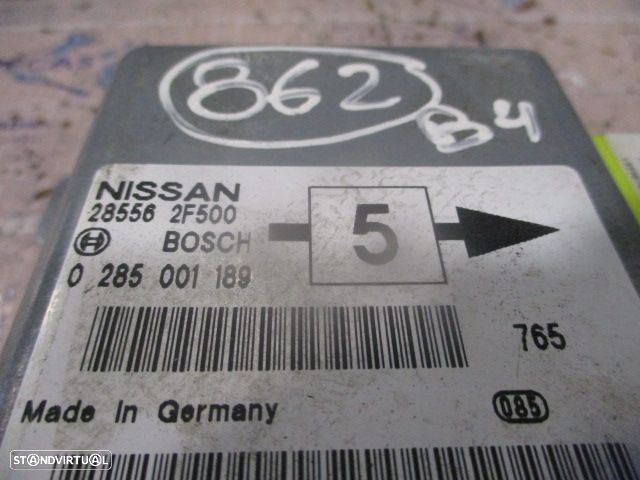 862
B4
NISSAN
28556 2F500
BOSCH
5
0 285 001 189
765
Made In Germany
085
STANDVIRTUAL